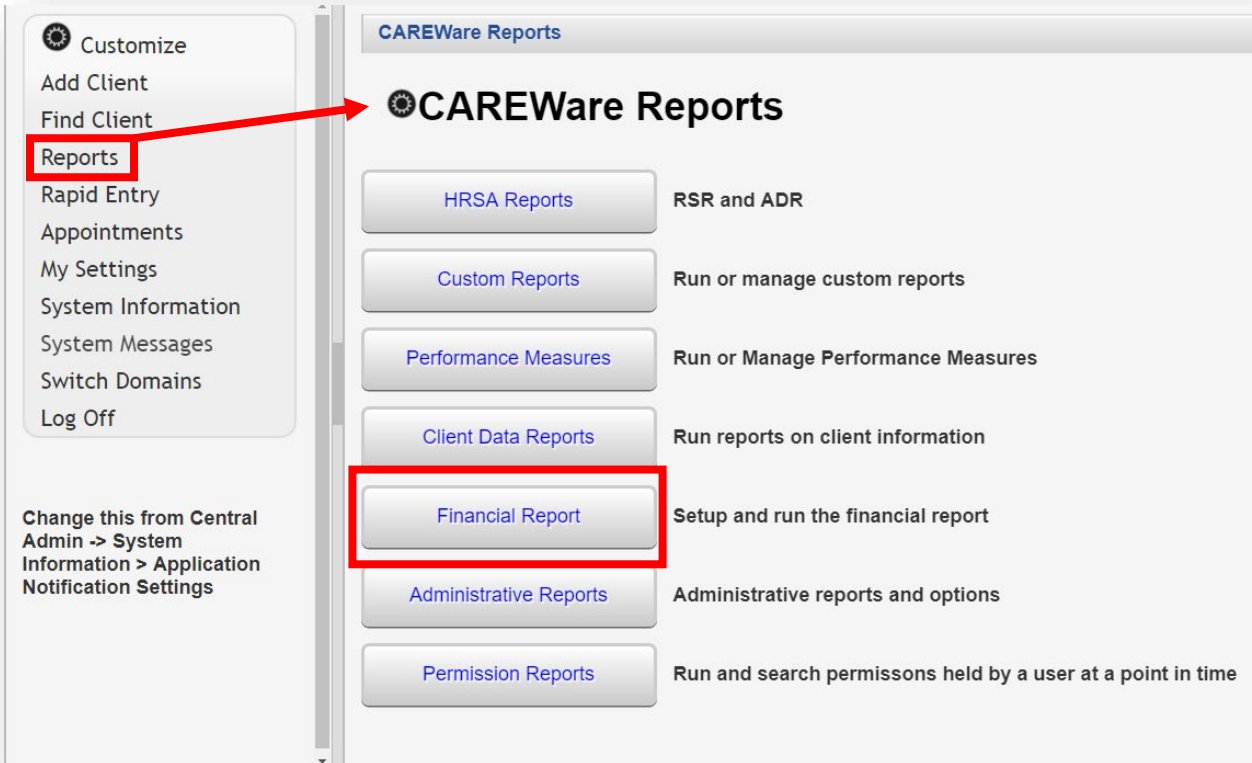 Customize
Add Client
Find Client
Reports
Rapid Entry
Appointments
My Settings
System Information
System Messages
Switch Domains
Log Off
Change this from Central
Admin -> System
Information > Application
Notification Settings
CAREWare Reports
CAREWare Reports
HRSA Reports RSR and ADR
Custom Reports Run or manage custom reports
Performance Measures Run or Manage Performance Measures
Client Data Reports Run reports on client information
Financial Report Setup and run the financial report
Administrative Reports Administrative reports and options
Permission Reports Run and search permissons held by a user at a point in time